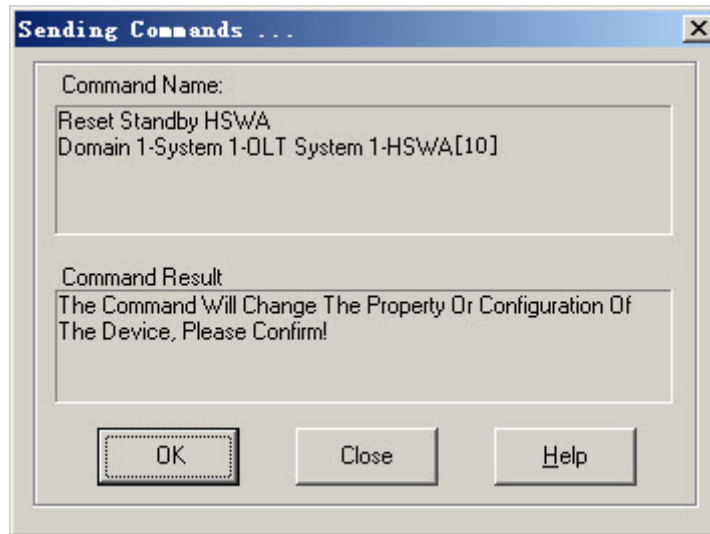 Sending Commands ...
Command Name:
Reset Standby HSWA
Domain 1-System 1-OLT System 1-HSWA[10]
Command Result
The Command Will Change The Property Or Configuration Of
The Device, Please Confirm!
OK
Close
Help